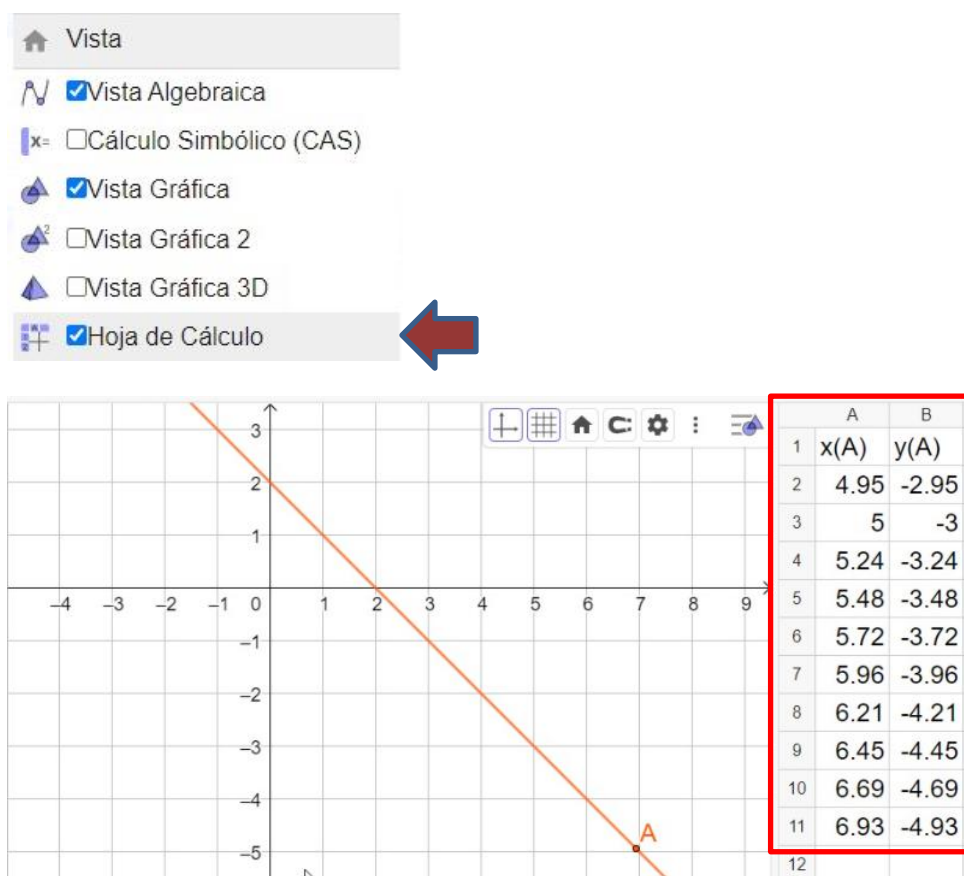 Vista
Vista Algebraica
x= Cálculo Simbólico (CAS)
Vista Gráfica
2 Vista Gráfica 2
Vista Gráfica 3D
Hoja de Cálculo
A B
1 x(A) y(A)
2 4.95 -2.95
3 5 -3
4 5.24 -3.24
5 5.48 -3.48
6 5.72 -3.72
7 5.96 -3.96
8 6.21 -4.21
9 6.45 -4.45
10 6.69 -4.69
11 6.93 -4.93
12
3
2
1
–4 –3 –2 –1 0 1 2 3 4 5 6 7 8 9
–1
–2
–3
–4
–5
A